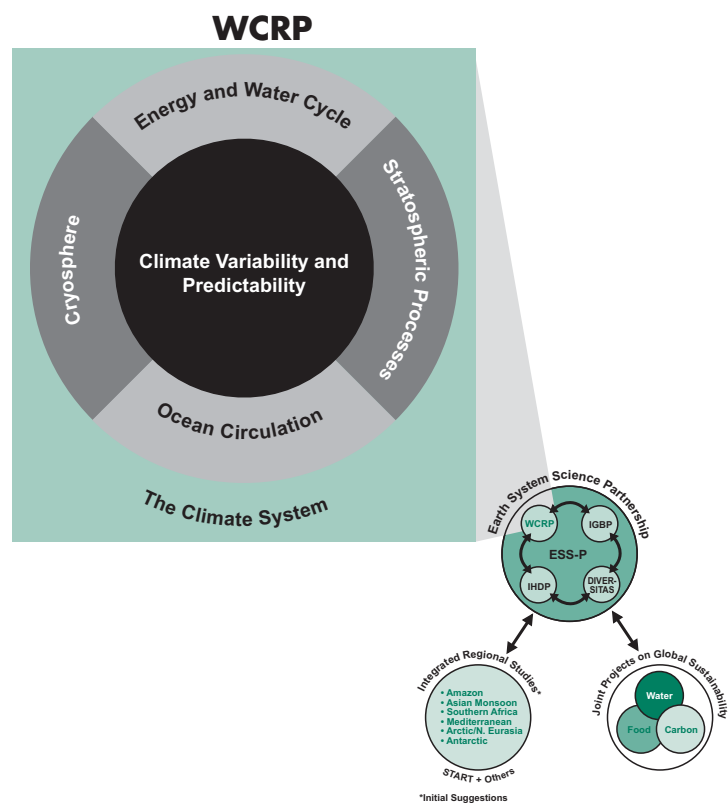 WCRP
Energy and Water Cycle
Cryosphere
Stratospheric Processes
Climate Variability and
Predictability
Ocean Circulation
The Climate System
Earth System Science Partnership
WCRP
IGBP
ESS-P
IHDP
DIVER-
SITAS
Integrated Regional Studies*
• Amazon
• Asian Monsoon
• Southern Africa
• Mediterranean
• Arctic/N. Eurasia
• Antarctic
START + Others
*Initial Suggestions
Joint Projects on Global Sustainability
Water
Food
Carbon